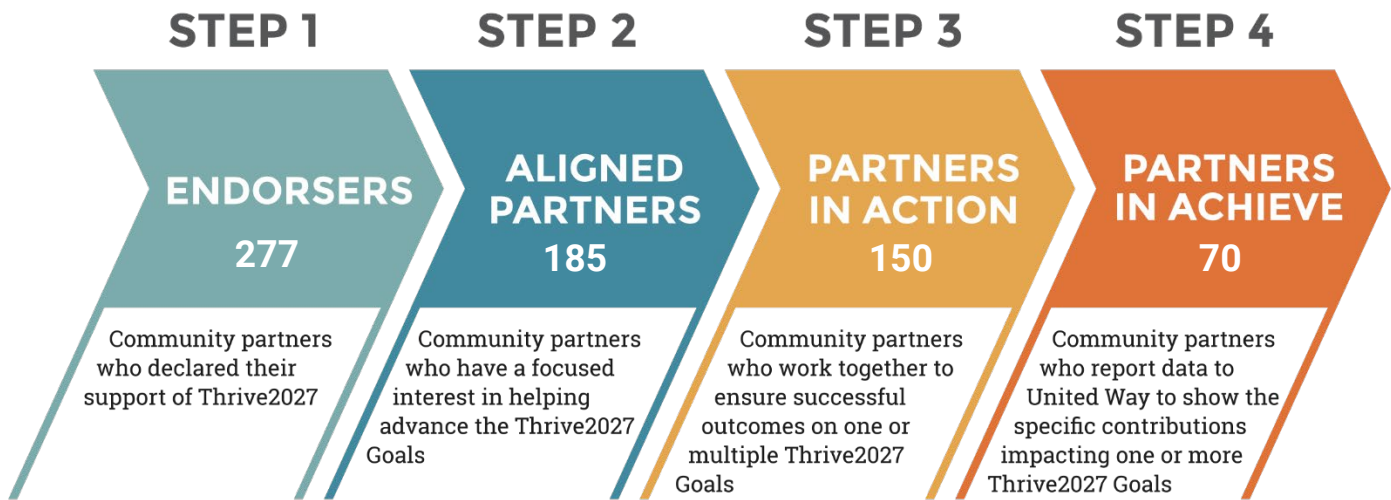 STEP 1
ENDORSERS
277
Community partners
who declared their
support of Thrive2027
STEP 2
ALIGNED
PARTNERS
185
Community partners
who have a focused
interest in helping
advance the Thrive2027
Goals
STEP 3
PARTNERS
IN ACTION
150
Community partners
who work together to
ensure successful
outcomes on one or
multiple Thrive2027
Goals
STEP 4
PARTNERS
IN ACHIEVE
70
Community partners
who report data to
United Way to show the
specific contributions
impacting one or more
Thrive2027 Goals